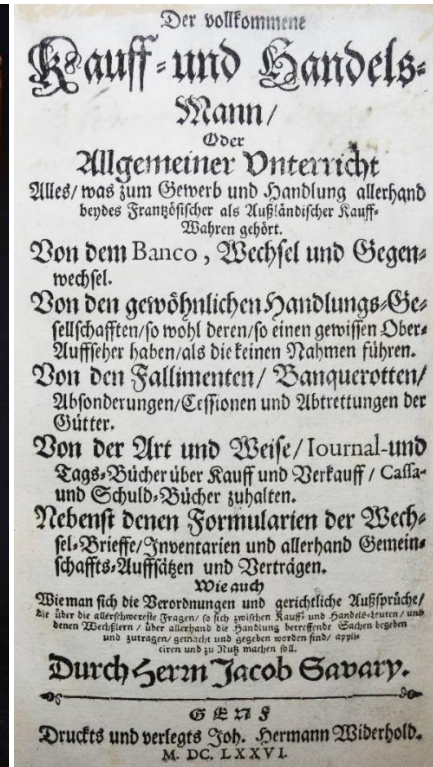 Der vollkommene
Kauff-und Handels-
Mann/
Oder
Allgemeiner Vnterricht
Alles/ was zum Gewerb und Handlung allerhand
beydes Frantzösischer als Außländischer Kauff-
Wahren gehört.
Von dem Banco, Wechsel und Gegen-
wechsel.
Von den gewöhnlichen Handlungs-Ge-
sellschafften/so wohl deren/so einen gewissen Ober-
Auffseher haben/als die keinen Nahmen führen.
Von den Fallimenten/ Banquerotten/
Absonderungen/Cessionen und Abtrettungen der
Gütter.
Von der Art und Weise/ Iournal-und
Tags-Bücher über Kauff und Verkauff / Cassa-
und Schuld-Bücher zuhalten.
Nebenst denen Formularien der Wech-
sel-Brieffe/Inventarien und allerhand Gemein-
schaffts-Auffsätzen und Verträgen.
Wie auch
Wie man sich die Verordnungen und gerichtliche Außsprüche/
die über die allerschwereste Fragen/ so sich zwischen Kauff- und Handels-Leuten/ und
denen Wechßlern / über allerhand die Handlung betreffende Sachen begeben
und zutragen/ gemacht und gegeben worden sind/ appli-
ciren und zu Nutz machen soll.
Durch Herrn Jacob Savary.
GENF
Druckts und verlegts Joh. Hermann Widerhold.
M. DC. LXXVI.